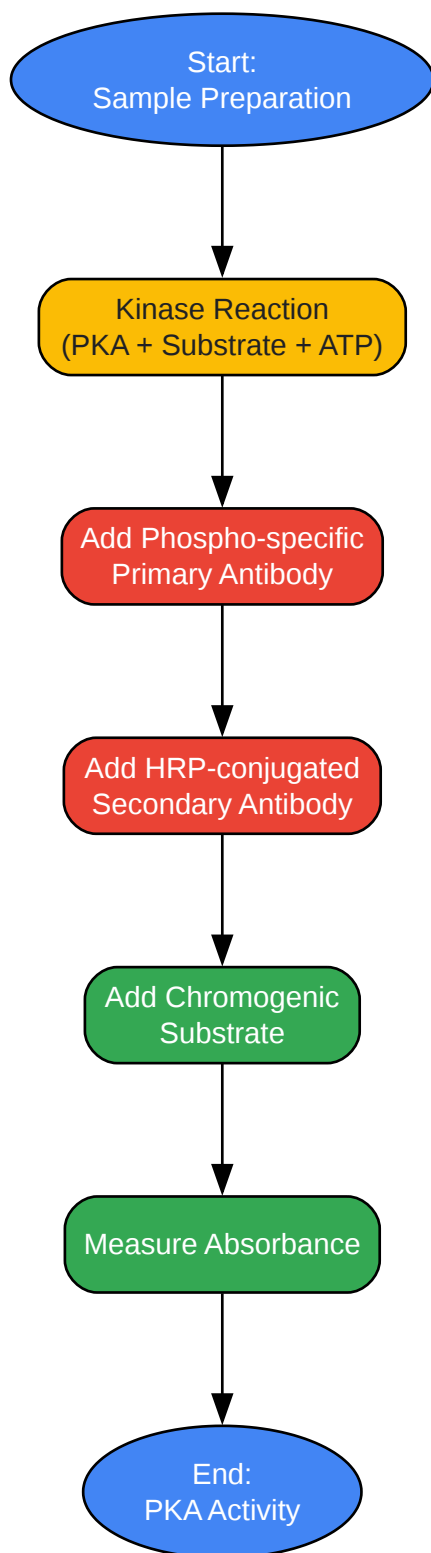 Start:
Sample Preparation
Kinase Reaction
(PKA + Substrate + ATP)
Add Phospho-specific
Primary Antibody
Add HRP-conjugated
Secondary Antibody
Add Chromogenic
Substrate
Measure Absorbance
End:
PKA Activity